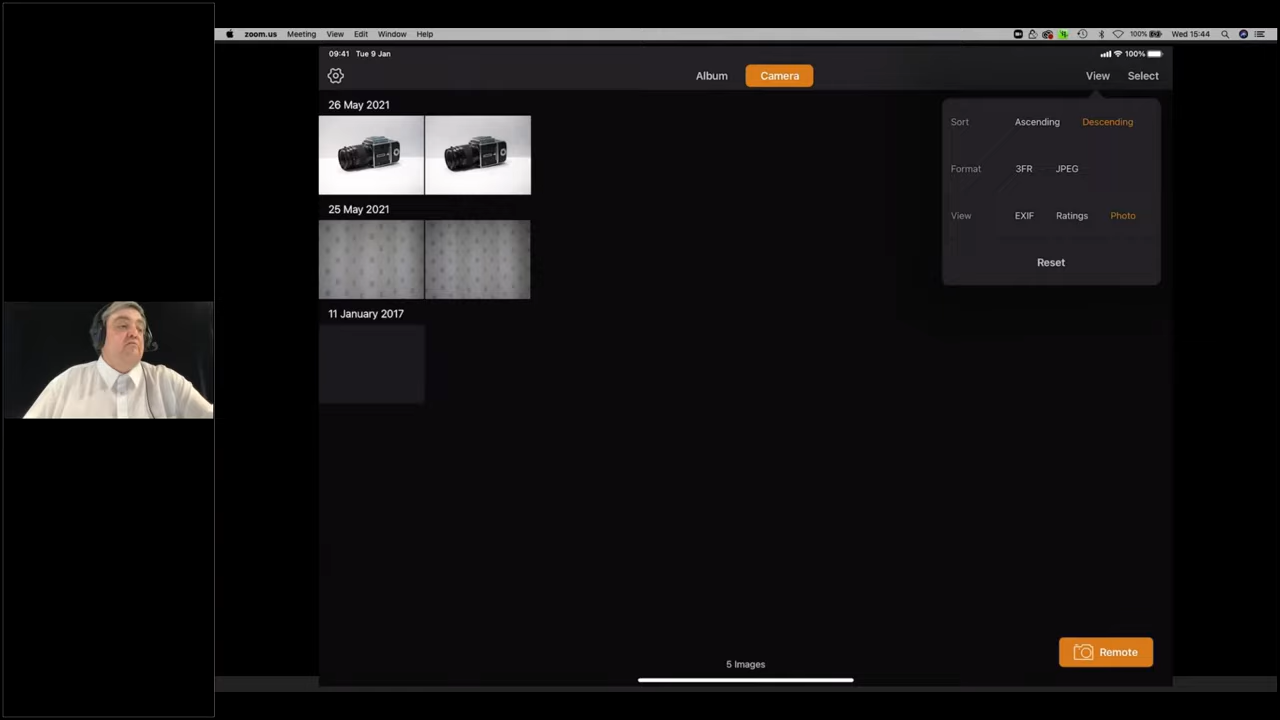 zoom.us Meeting View Edit Window Help 100% Wed 15:44
09:41 Tue 9 Jan 100%
Album Camera View Select
26 May 2021
Sort Ascending Descending
Format 3FR JPEG
25 May 2021
View EXIF Ratings Photo
Reset
11 January 2017
Remote
5 Images